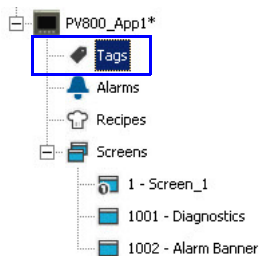 PV800_App1*
Tags
Alarms
Recipes
Screens
1 - Screen_1
1001 - Diagnostics
1002 - Alarm Banner